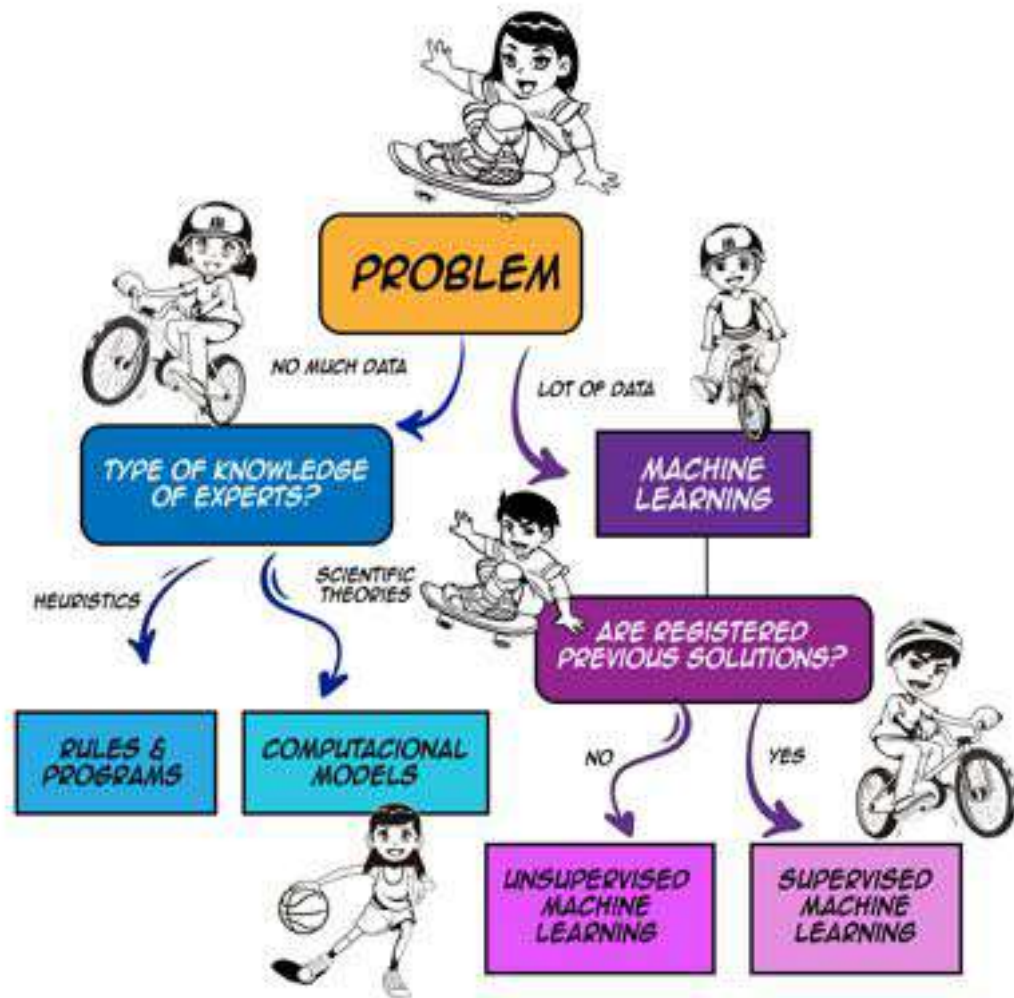 PROBLEM
NO MUCH DATA
LOT OF DATA
TYPE OF KNOWLEDGE
OF EXPERTS?
MACHINE
LEARNING
HEURISTICS
SCIENTIFIC
THEORIES
ARE REGISTERED
PREVIOUS SOLUTIONS?
RULES &
PROGRAMS
COMPUTACIONAL
MODELS
NO
YES
UNSUPERVISED
MACHINE
LEARNING
SUPERVISED
MACHINE
LEARNING